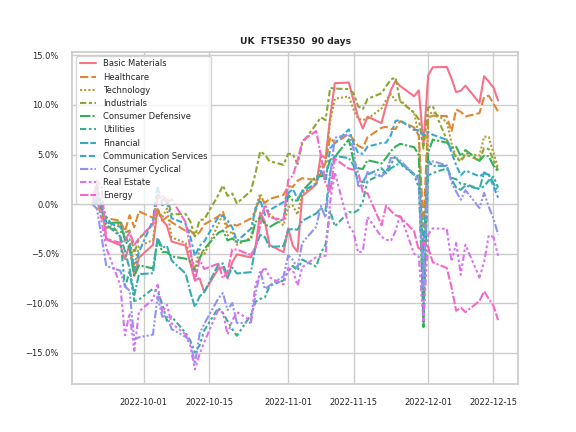 UK FTSE350 90 days
15.0%
10.0%
5.0%
0.0%
−5.0%
−10.0%
−15.0%
Basic Materials
Healthcare
Technology
Industrials
Consumer Defensive
Utilities
Financial
Communication Services
Consumer Cyclical
Real Estate
Energy
2022-10-01 2022-10-15 2022-11-01 2022-11-15 2022-12-01 2022-12-15